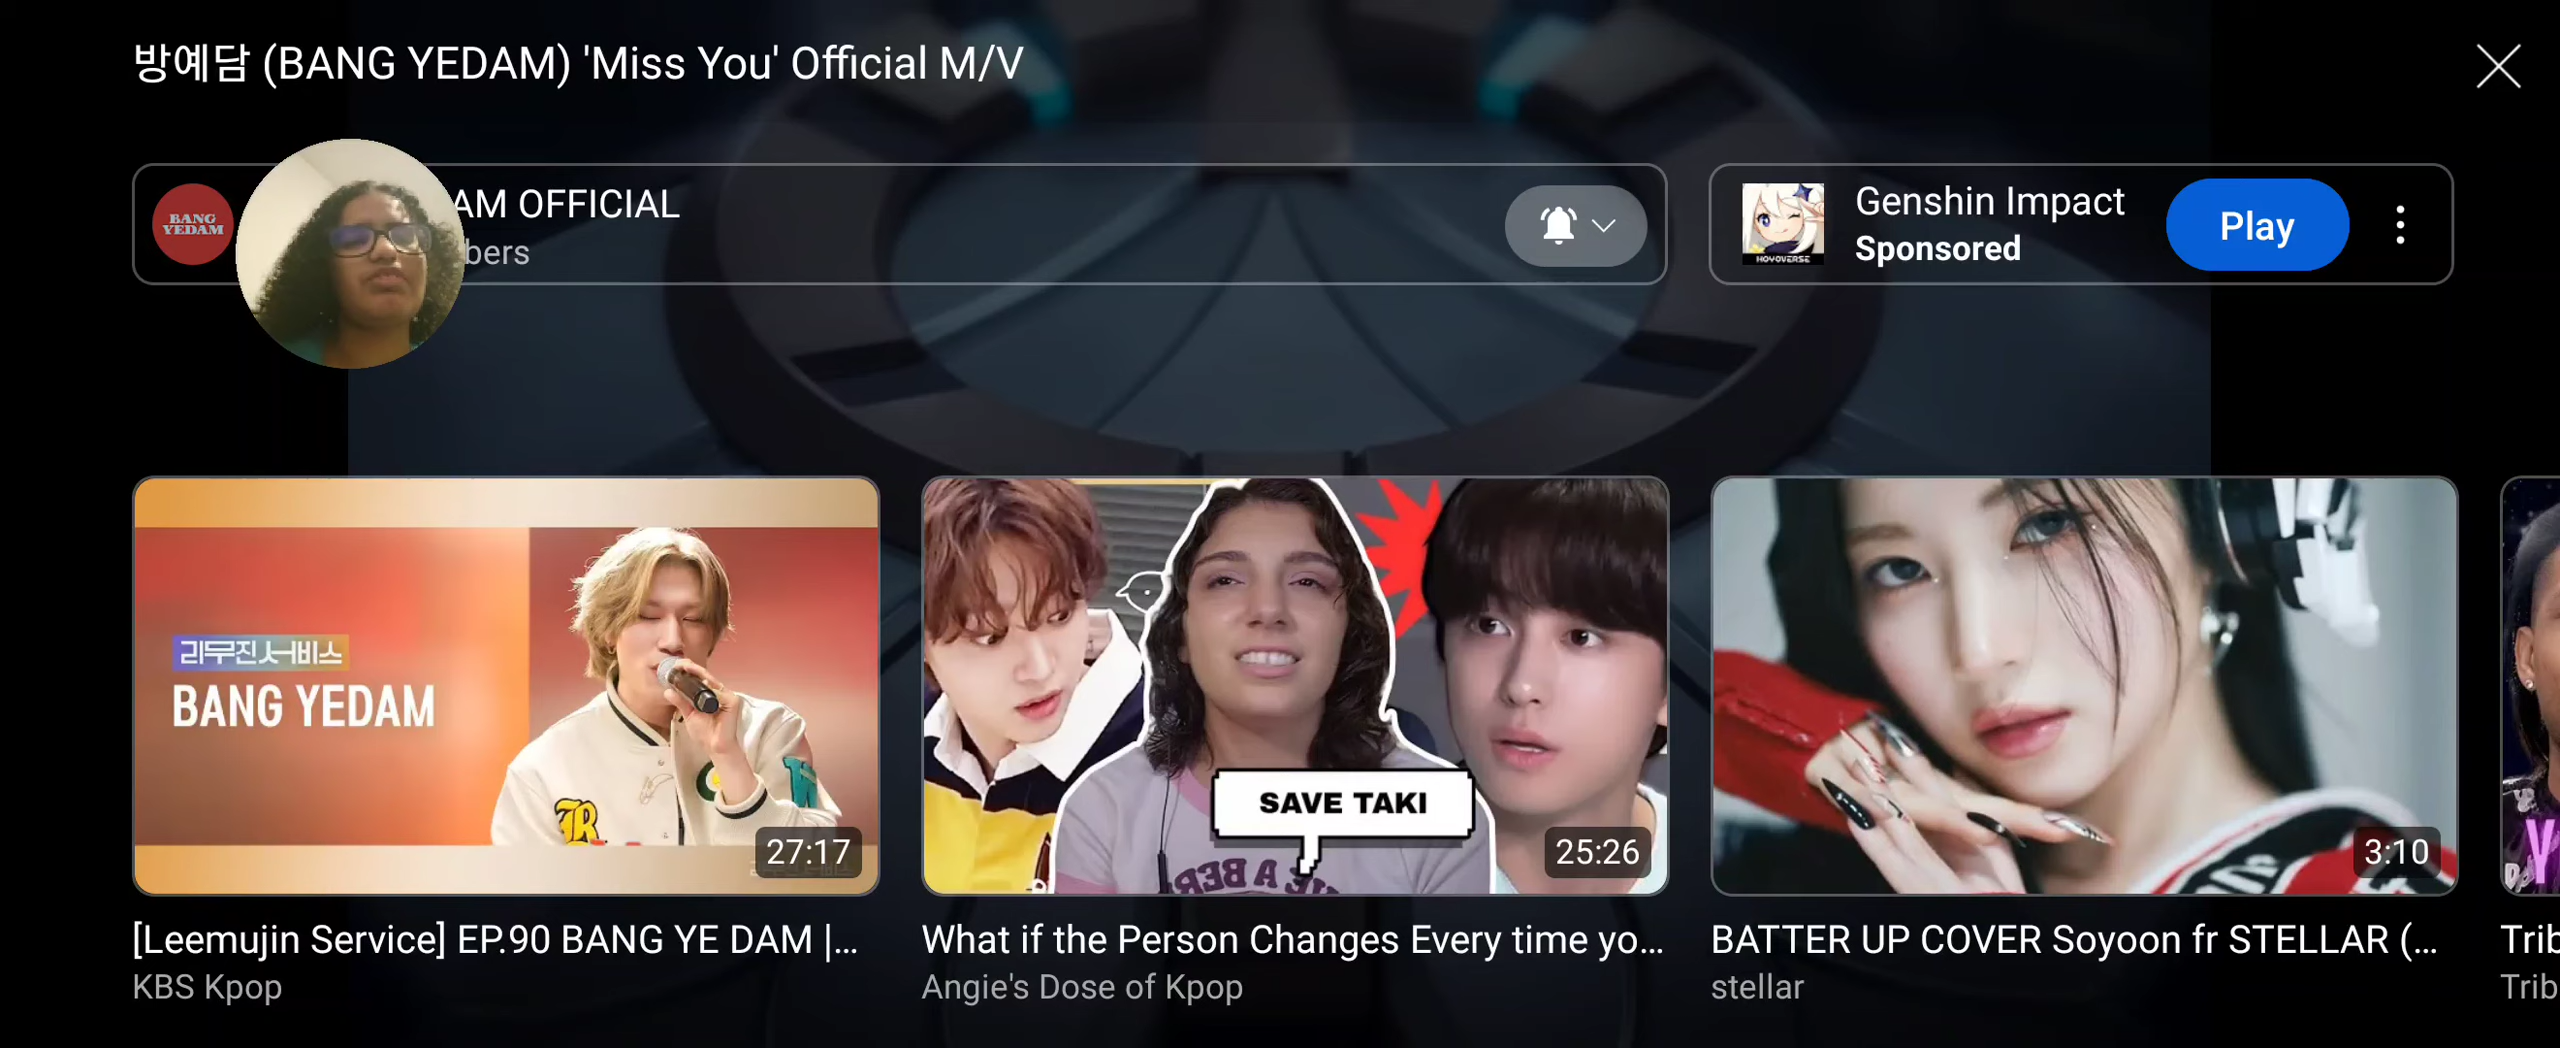 방예담 (BANG YEDAM) 'Miss You' Official M/V
BANG
YEDAM
AM OFFICIAL
bers
Genshin Impact
Sponsored
HOYOVERSE
Play
리무진서비스
BANG YEDAM
27:17
SAVE TAKI
25:26
3:10
[Leemujin Service] EP.90 BANG YE DAM |...
KBS Kpop
What if the Person Changes Every time yo...
Angie's Dose of Kpop
BATTER UP COVER Soyoon fr STELLAR (...
stellar
Trib
Trib